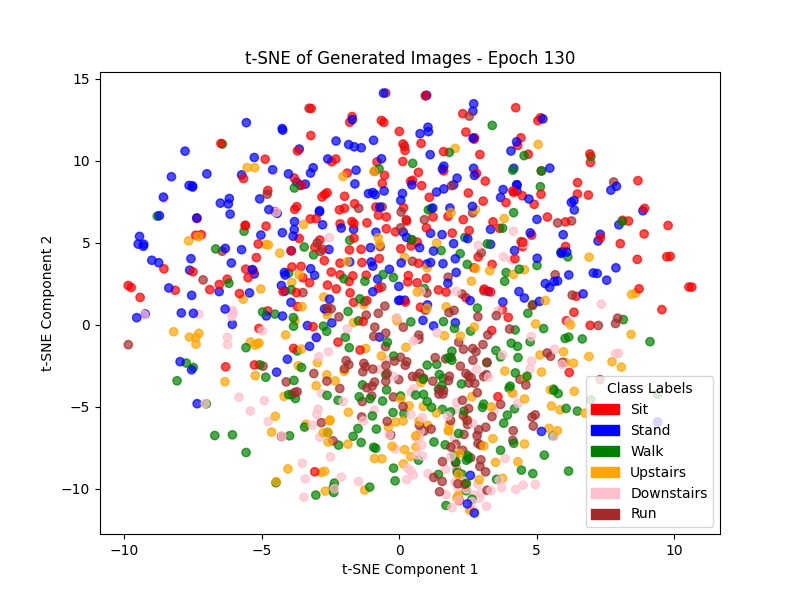 t-SNE of Generated Images - Epoch 130
15
10
5
0
−5
−10
t-SNE Component 2
Class Labels
Sit
Stand
Walk
Upstairs
Downstairs
Run
−10
−5
0
5
10
t-SNE Component 1